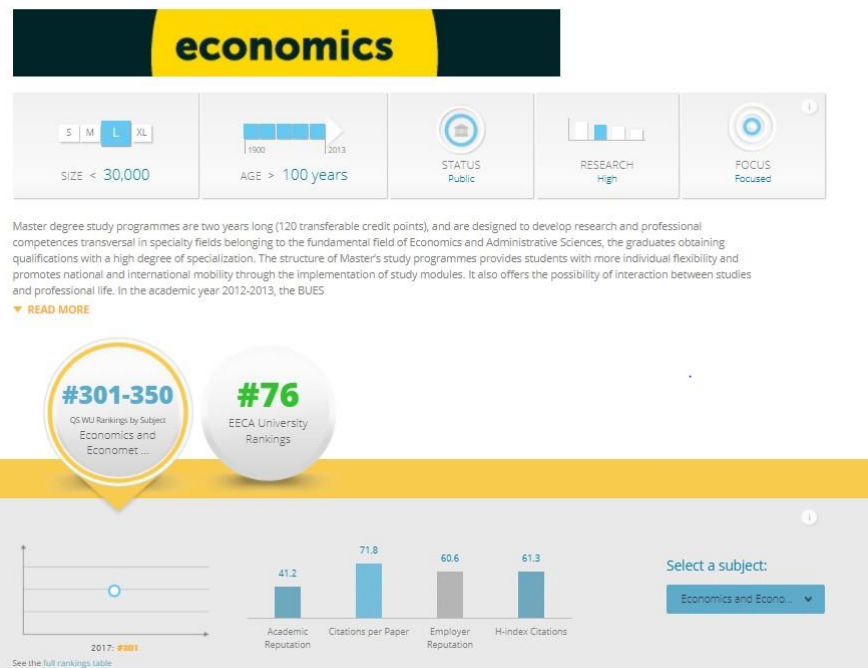 economics
S M L XL
1900 2013
SIZE < 30,000
AGE > 100 years
STATUS
Public
RESEARCH
High
FOCUS
Focused
i
Master degree study programmes are two years long (120 transferable credit points), and are designed to develop research and professional
competences transversal in specialty fields belonging to the fundamental field of Economics and Administrative Sciences, the graduates obtaining
qualifications with a high degree of specialization. The structure of Master's study programmes provides students with more individual flexibility and
promotes national and international mobility through the implementation of study modules. It also offers the possibility of interaction between studies
and professional life. In the academic year 2012-2013, the BUES
READ MORE
#301-350
QS WU Rankings by Subject
Economics and
Economet ...
#76
EECA University
Rankings
i
2017: #301
See the full rankings table
41.2
71.8
60.6
61.3
Academic
Reputation
Citations per Paper
Employer
Reputation
H-index Citations
Select a subject:
Economics and Econo...